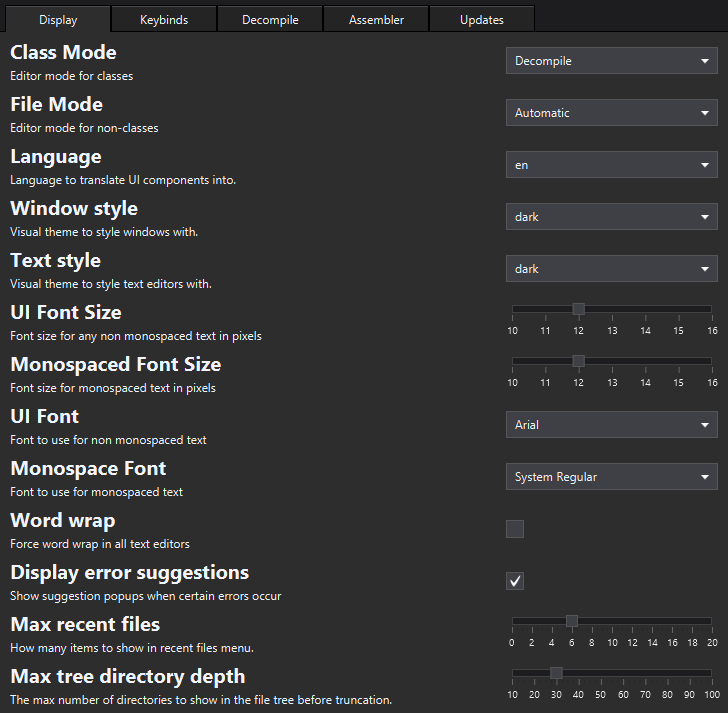 Display Keybinds Decompile Assembler Updates
Class Mode
Editor mode for classes
Decompile
File Mode
Editor mode for non-classes
Automatic
Language
Language to translate UI components into.
en
Window style
Visual theme to style windows with.
dark
Text style
Visual theme to style text editors with.
dark
UI Font Size
Font size for any non monospaced text in pixels
10 11 12 13 14 15 16
Monospaced Font Size
Font size for monospaced text in pixels
10 11 12 13 14 15 16
UI Font
Font to use for non monospaced text
Arial
Monospace Font
Font to use for monospaced text
System Regular
Word wrap
Force word wrap in all text editors
Display error suggestions
Show suggestion popups when certain errors occur
Max recent files
How many items to show in recent files menu.
0 2 4 6 8 10 12 14 16 18 20
Max tree directory depth
The max number of directories to show in the file tree before truncation.
10 20 30 40 50 60 70 80 90 100